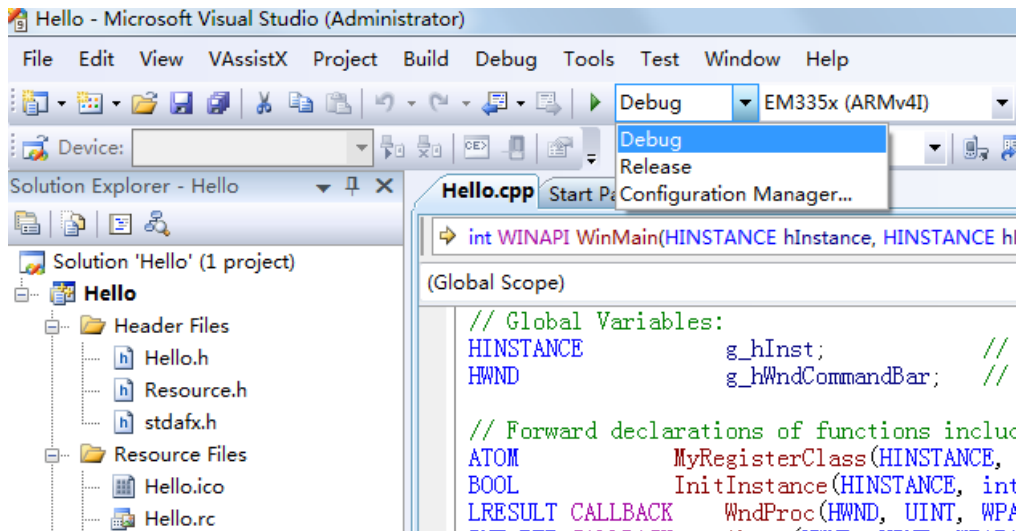 Hello - Microsoft Visual Studio (Administrator)
File Edit View VAssistX Project Build Debug Tools Test Window Help
Debug EM335x (ARMv4I)
Device:
Debug
Release
Configuration Manager...
Solution Explorer - Hello
Hello.cpp Start
int WINAPI WinMain(HINSTANCE hInstance, HINSTANCE
(Global Scope)
Solution 'Hello' (1 project)
Hello
Header Files
Hello.h
Resource.h
stdafx.h
Resource Files
Hello.ico
Hello.rc
// Global Variables:
HINSTANCE g_hInst; //
HWND g_hWndCommandBar; //
// Forward declarations of functions includ
ATOM MyRegisterClass(HINSTANCE,
BOOL InitInstance(HINSTANCE, int
LRESULT CALLBACK WndProc(HWND, UINT, WPA